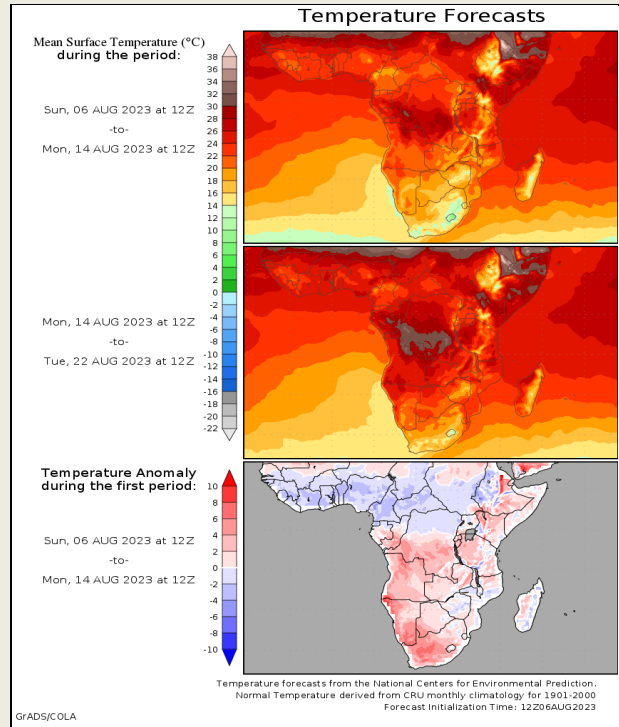 Temperature Forecasts
Mean Surface Temperature (°C)
during the period:
Sun, 06 AUG 2023 at 12Z
-to-
Mon, 14 AUG 2023 at 12Z
38
36
34
32
30
28
26
24
22
20
18
16
14
12
10
8
6
4
2
0
-2
-4
-6
-8
-10
-12
-14
-16
-18
-20
-22
Mon, 14 AUG 2023 at 12Z
-to-
Tue, 22 AUG 2023 at 12Z
Temperature Anomaly
during the first period:
Sun, 06 AUG 2023 at 12Z
-to-
Mon, 14 AUG 2023 at 12Z
10
8
6
4
2
0
-2
-4
-6
-8
-10
Temperature forecasts from the National Centers for Environmental Prediction.
Normal Temperature derived from CRU monthly climatology for 1901-2000
Forecast Initialization Time: 12Z06AUG2023
GrADS/COLA